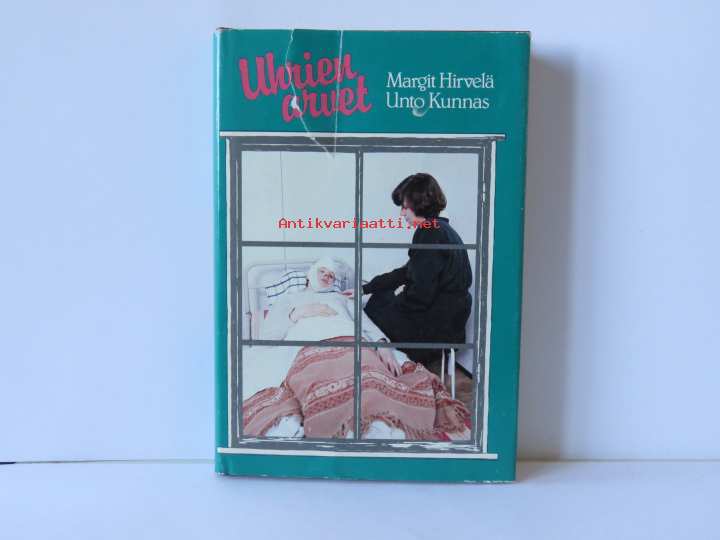 Uhrien
arvet
Margit Hirvelä
Unto Kunnas
Antikvariaatti.net